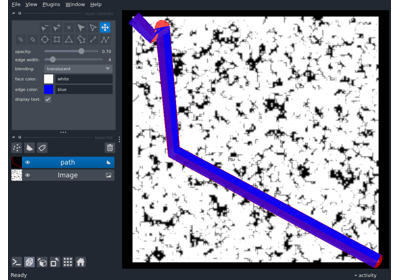 File View Plugins Window Help
opacity: 0.70
edge width: 4
blending: translucent
face color: white
edge color: blue
display text: ✓
path
Image
Ready
activity